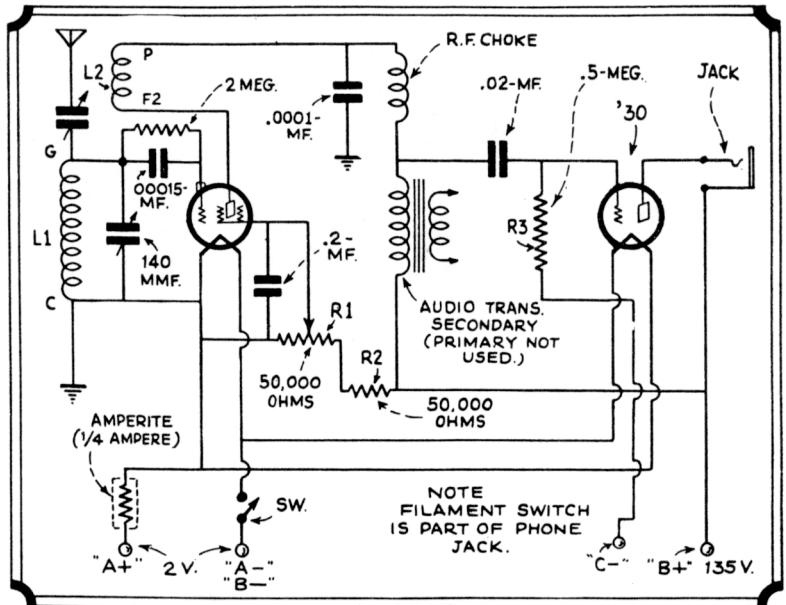 P
R.F. CHOKE
L2
F2
2 MEG.
.0001-
MF.
.02-MF.
.5-MEG.
'30
JACK
G
.00015-
MF.
L1
140
MMF.
.2-
MF.
R3
C
R1
AUDIO TRANS.
SECONDARY
(PRIMARY NOT
USED.)
R2
50,000
OHMS
50,000
OHMS
AMPERITE
(1/4 AMPERE)
SW.
NOTE
FILAMENT SWITCH
IS PART OF PHONE
JACK.
"A+"
2 V.
"A-"
"B-"
"C-"
"B+" 135 V.